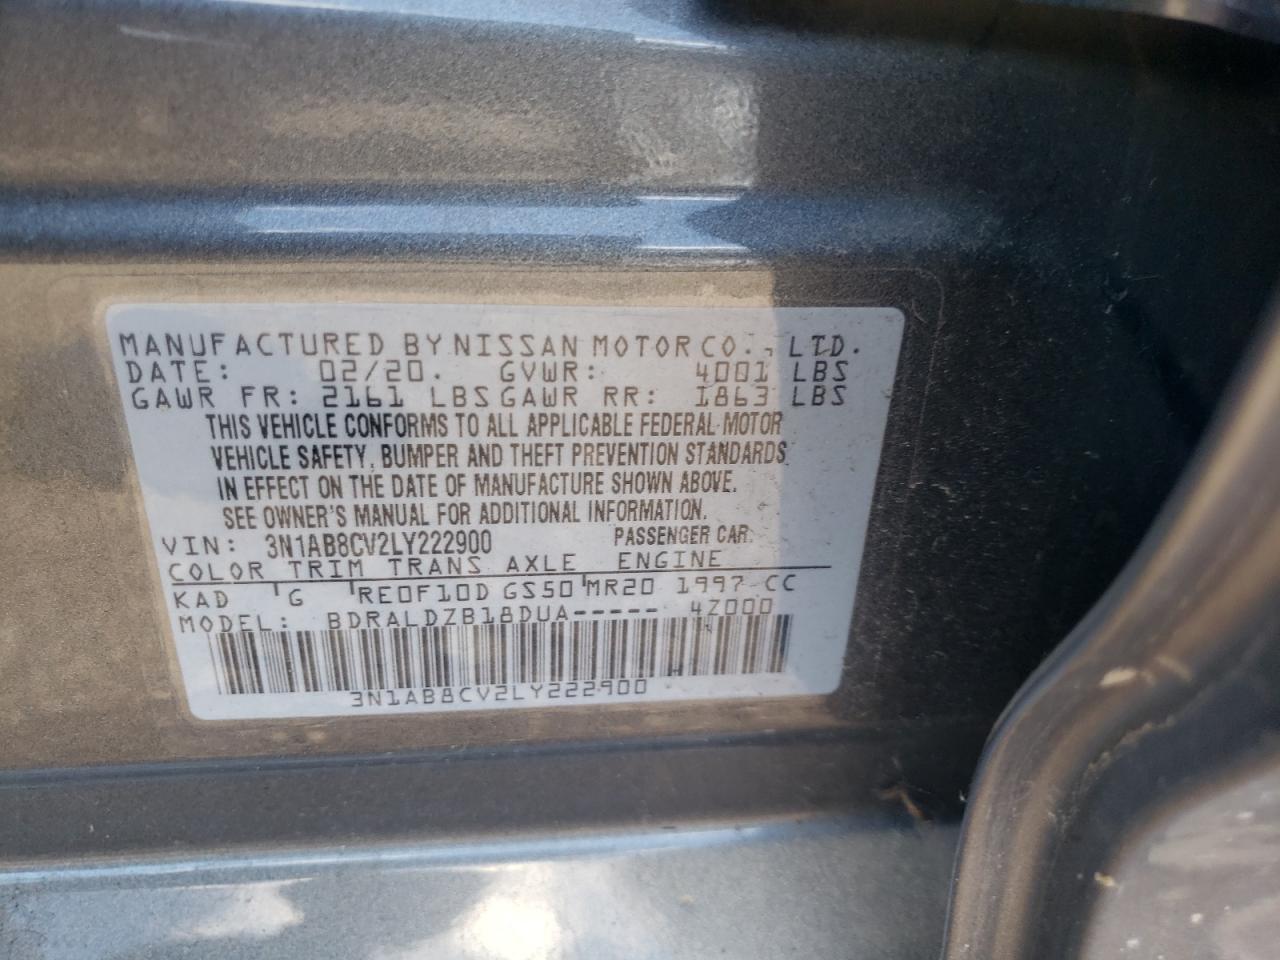 MANUFACTURED BY NISSAN MOTOR CO., LTD.
DATE: 02/20. GVWR: 4001 LBS
GAWR FR: 2161 LBS GAWR RR: 1863 LBS
THIS VEHICLE CONFORMS TO ALL APPLICABLE FEDERAL MOTOR
VEHICLE SAFETY, BUMPER AND THEFT PREVENTION STANDARDS
IN EFFECT ON THE DATE OF MANUFACTURE SHOWN ABOVE.
SEE OWNER'S MANUAL FOR ADDITIONAL INFORMATION.
VIN: 3N1AB8CV2LY222900 PASSENGER CAR.
COLOR TRIM TRANS AXLE ENGINE
KAD G RE0F10D GS50 MR20 1997 CC
MODEL: BDRALDZB18DUA----- 4Z000
3N1AB8CV2LY222900